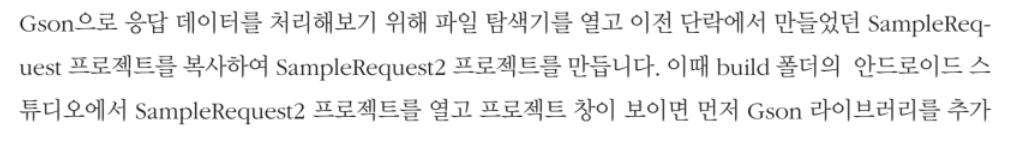 Gson으로 응답 데이터를 처리해보기 위해 파일 탐색기를 열고 이전 단락에서 만들었던 SampleReq-
uest 프로젝트를 복사하여 SampleRequest2 프로젝트를 만듭니다. 이때 build 폴더의 안드로이드 스
튜디오에서 SampleRequest2 프로젝트를 열고 프로젝트 창이 보이면 먼저 Gson 라이브러리를 추가